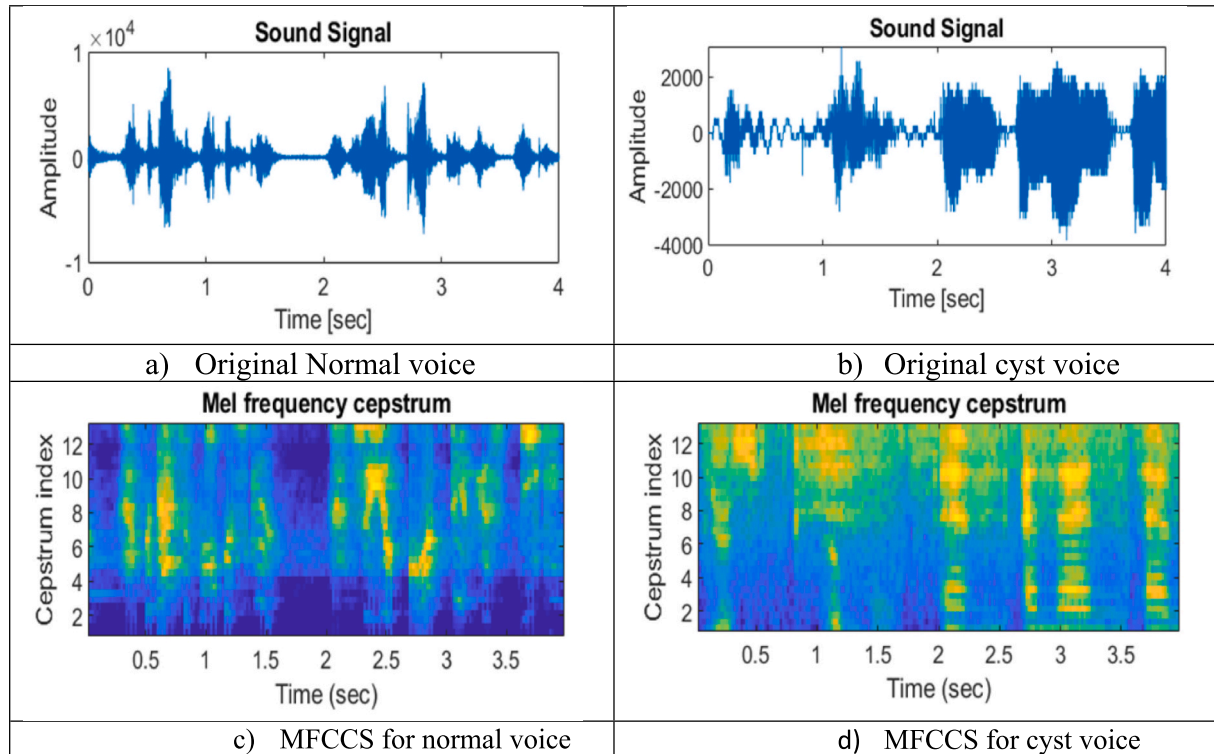 Sound Signal
×10⁴
1
0
-1
Amplitude
0 1 2 3 4
Time [sec]
a) Original Normal voice
Sound Signal
2000
0
-2000
-4000
Amplitude
0 1 2 3 4
Time [sec]
b) Original cyst voice
Mel frequency cepstrum
12
10
8
6
4
2
Cepstrum index
0.5 1 1.5 2 2.5 3 3.5
Time (sec)
c) MFCCS for normal voice
Mel frequency cepstrum
12
10
8
6
4
2
Cepstrum index
0.5 1 1.5 2 2.5 3 3.5
Time (sec)
d) MFCCS for cyst voice